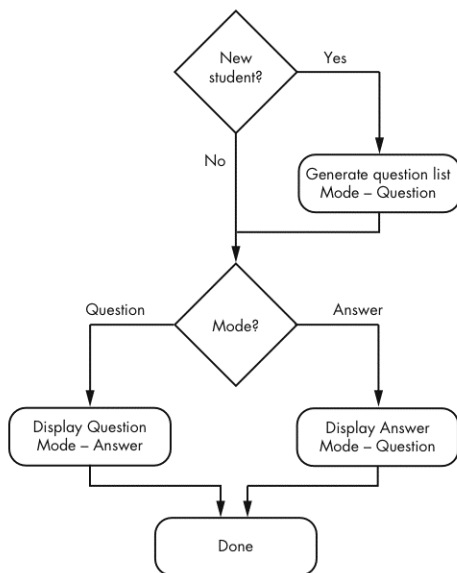 New
student?
Yes
No
Generate question list
Mode – Question
Question
Mode?
Answer
Display Question
Mode – Answer
Display Answer
Mode – Question
Done